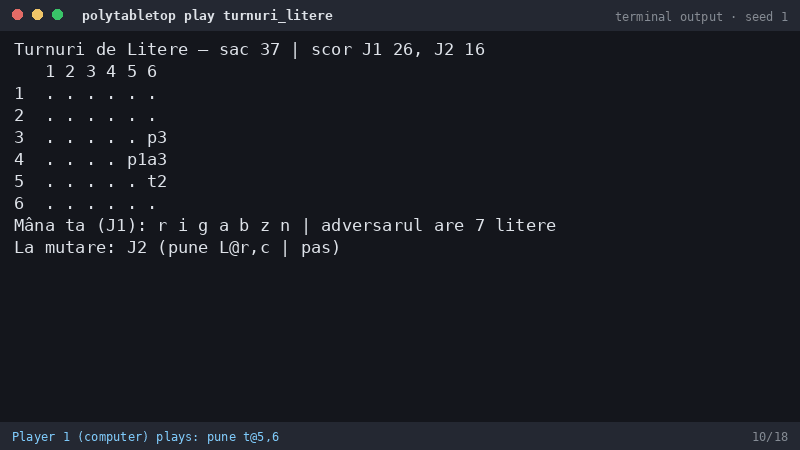 polytabletop play turnuri_litere
terminal output · seed 1
Turnuri de Litere — sac 37 | scor J1 26, J2 16
1 2 3 4 5 6
1 . . . . . .
2 . . . . . .
3 . . . . . p3
4 . . . . p1a3
5 . . . . . t2
6 . . . . . .
Mâna ta (J1): r i g a b z n | adversarul are 7 litere
La mutare: J2 (pune L@r,c | pas)
Player 1 (computer) plays: pune t@5,6
10/18